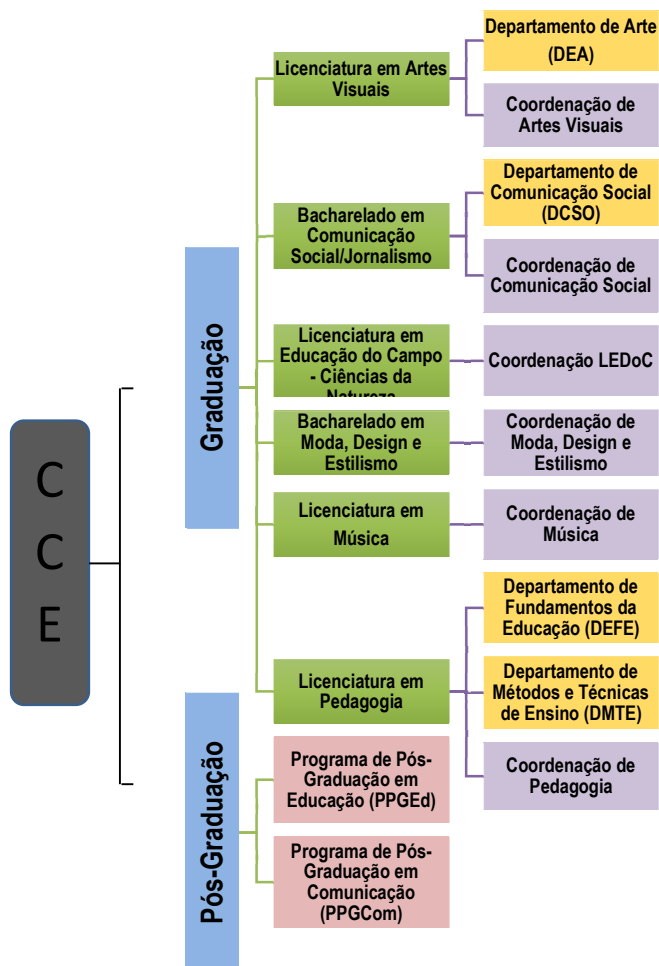 C
C
E
Graduação
Pós-Graduação
Licenciatura em Artes
Visuais
Departamento de Arte
(DEA)
Coordenação de
Artes Visuais
Bacharelado em
Comunicação
Social/Jornalismo
Departamento de
Comunicação Social
(DCSO)
Coordenação de
Comunicação Social
Licenciatura em
Educação do Campo
- Ciências da
Natureza
Coordenação LEDoC
Bacharelado em
Moda, Design e
Estilismo
Coordenação de
Moda, Design e
Estilismo
Licenciatura em
Música
Coordenação de
Música
Licenciatura em
Pedagogia
Departamento de
Fundamentos da
Educação (DEFE)
Departamento de
Métodos e Técnicas
de Ensino (DMTE)
Coordenação de
Pedagogia
Programa de Pós-
Graduação em
Educação (PPGEd)
Programa de Pós-
Graduação em
Comunicação
(PPGCom)